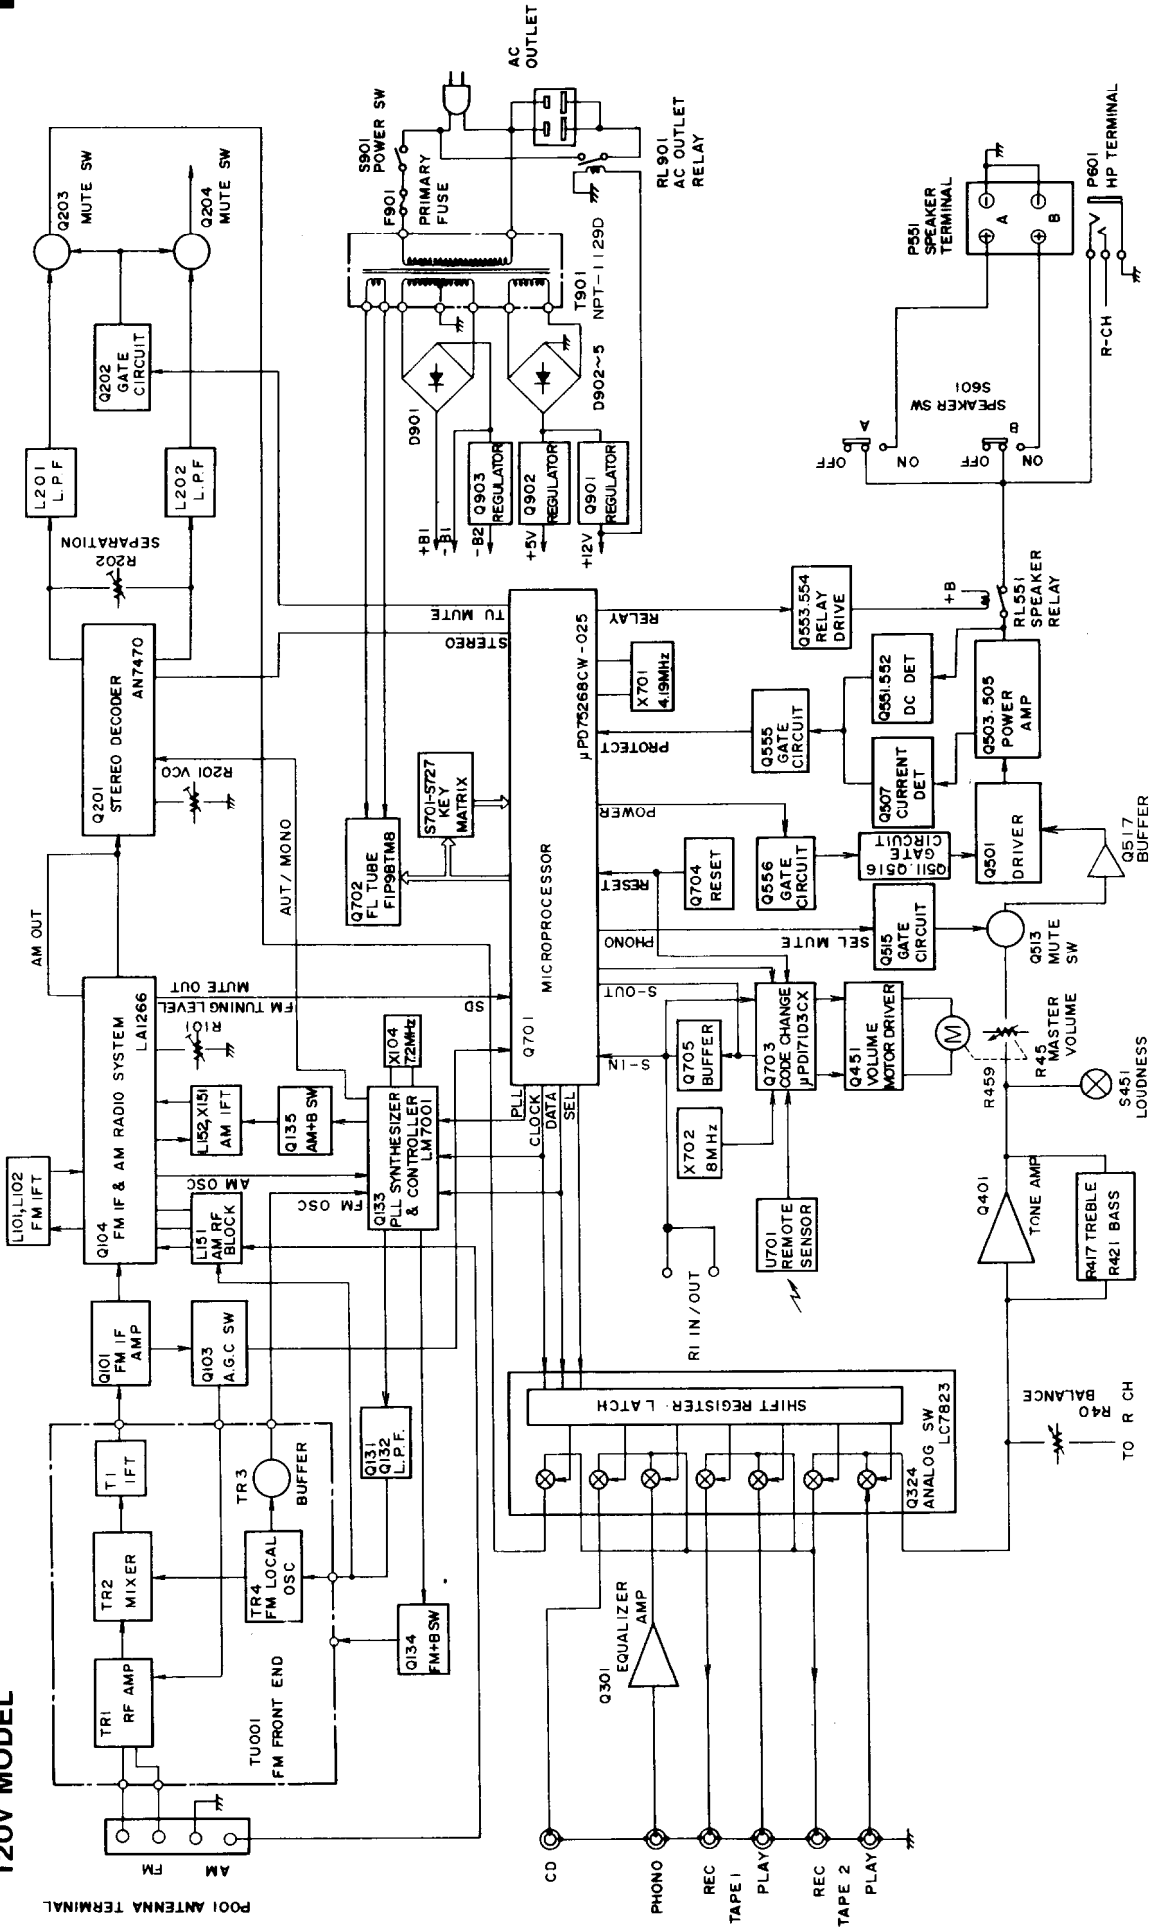 120V MODEL
P001 ANTENNA TERMINAL
FM
AM
TU001
FM FRONT END
TR1
RF AMP
TR2
MIXER
T1
IFT
TR3
BUFFER
TR4
FM LOCAL
OSC
Q101
FM IF
AMP
Q103
A.G.C SW
L101,L102
FM IFT
Q104
FM IF & AM RADIO SYSTEM
LA1266
L151
AM RF
BLOCK
AM OSC
FM OSC
L152,X151
AM IFT
Q135
AM+B SW
R101
FM TUNING LEVEL
MUTE OUT
SD
AM OUT
AUT/MONO
Q133
PLL SYNTHESIZER
& CONTROLLER
LM7001
X104
7.2MHz
Q131
Q132
L.P.F.
Q134
FM+B SW
Q201
STEREO DECODER
AN7470
R201 VCO
R202
SEPARATION
L201
L.P.F
L202
L.P.F
Q202
GATE
CIRCUIT
Q203
MUTE SW
Q204
MUTE SW
STEREO
TU MUTE
Q702
FL TUBE
FIP9BTM8
S701-S727
KEY
MATRIX
S901
POWER SW
F901
PRIMARY
FUSE
AC
OUTLET
RL901
AC OUTLET
RELAY
T901
NPT-1129D
D901
D902~5
Q903
REGULATOR
Q902
REGULATOR
Q901
REGULATOR
+B1
-B1
-B2
+5V
+12V
Q701
MICROPROCESSOR
μPD75268CW-025
PLL
CLOCK
DATA
SEL
S-IN
S-OUT
PHONO
RESET
POWER
PROTECT
RELAY
SEL MUTE
X701
4.19MHz
Q704
RESET
Q705
BUFFER
Q703
CODE CHANGE
μPD171D3CX
X702
8MHz
U701
REMOTE
SENSOR
RI IN/OUT
Q451
VOLUME
MOTOR DRIVER
M
Q515
GATE
CIRCUIT
Q556
GATE
CIRCUIT
Q511.Q516
GATE
CIRCUIT
Q555
GATE
CIRCUIT
Q507
CURRENT
DET
Q551.552
DC DET
Q553.554
RELAY
DRIVE
Q501
DRIVER
Q503.505
POWER
AMP
Q513
MUTE
SW
Q517
BUFFER
+B
RL551
SPEAKER
RELAY
SPEAKER SW
S601
A
OFF
ON
B
OFF
ON
P551
SPEAKER
TERMINAL
A
B
P601
HP TERMINAL
R-CH
R459
R45
MASTER
VOLUME
S451
LOUDNESS
Q401
TONE AMP
R417 TREBLE
R421 BASS
R40
BALANCE
TO R CH
SHIFT REGISTER·LATCH
Q324
ANALOG SW
LC7823
Q301
EQUALIZER
AMP
CD
PHONO
REC
TAPE 1
PLAY
REC
TAPE 2
PLAY